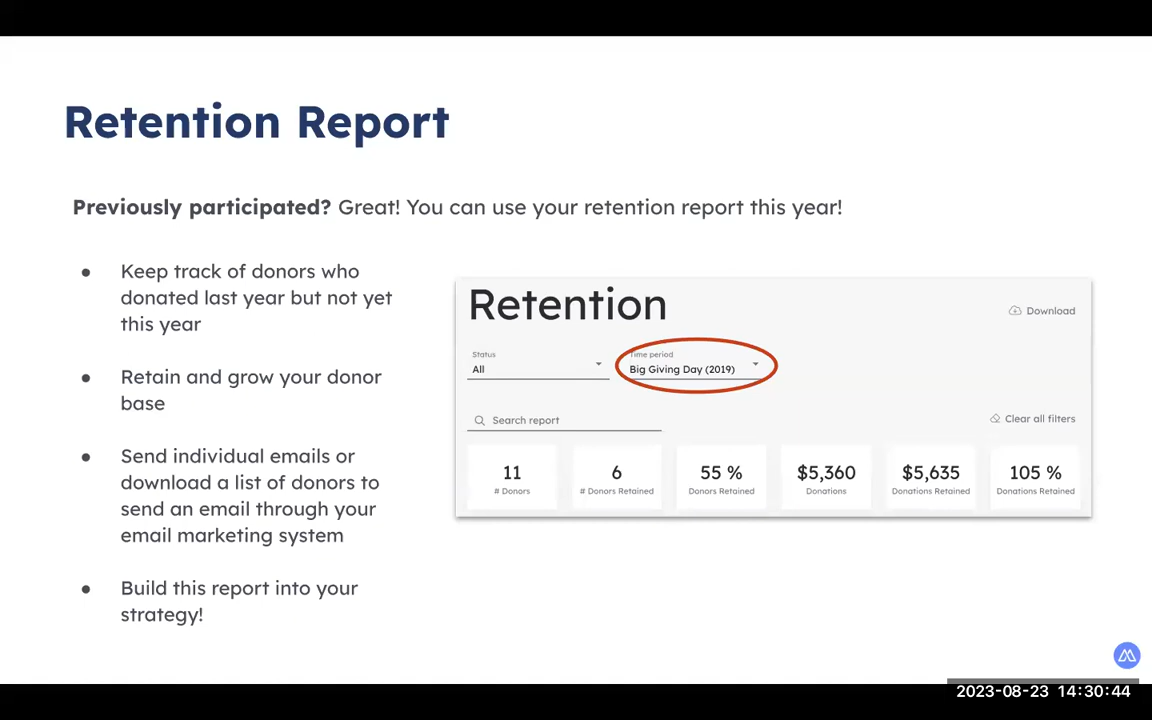 Retention Report
Previously participated? Great! You can use your retention report this year!
● Keep track of donors who
donated last year but not yet
this year
● Retain and grow your donor
base
● Send individual emails or
download a list of donors to
send an email through your
email marketing system
● Build this report into your
strategy!
Retention
Download
Status
All
Time period
Big Giving Day (2019)
Search report
Clear all filters
11
# Donors
6
# Donors Retained
55 %
Donors Retained
$5,360
Donations
$5,635
Donations Retained
105 %
Donations Retained
2023-08-23 14:30:44